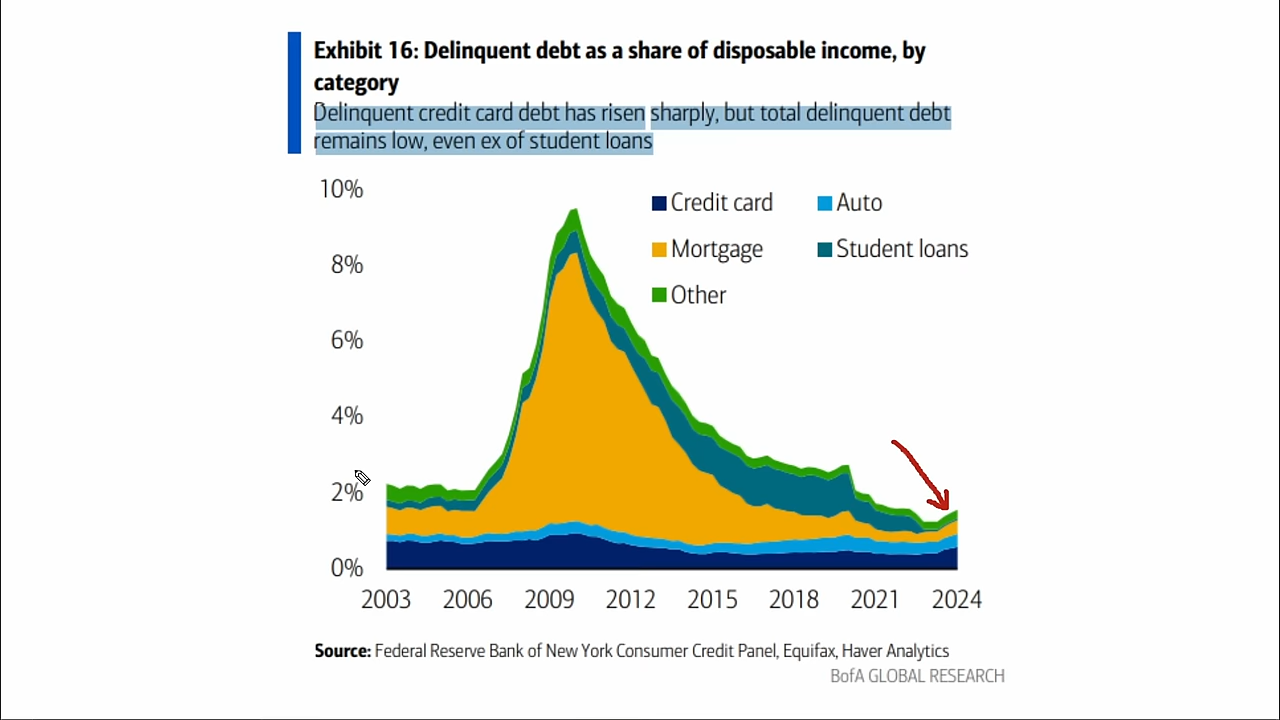 Exhibit 16: Delinquent debt as a share of disposable income, by
category
Delinquent credit card debt has risen sharply, but total delinquent debt
remains low, even ex of student loans
10%
8%
6%
4%
2%
0%
Credit card
Auto
Mortgage
Student loans
Other
2003 2006 2009 2012 2015 2018 2021 2024
Source: Federal Reserve Bank of New York Consumer Credit Panel, Equifax, Haver Analytics
BofA GLOBAL RESEARCH